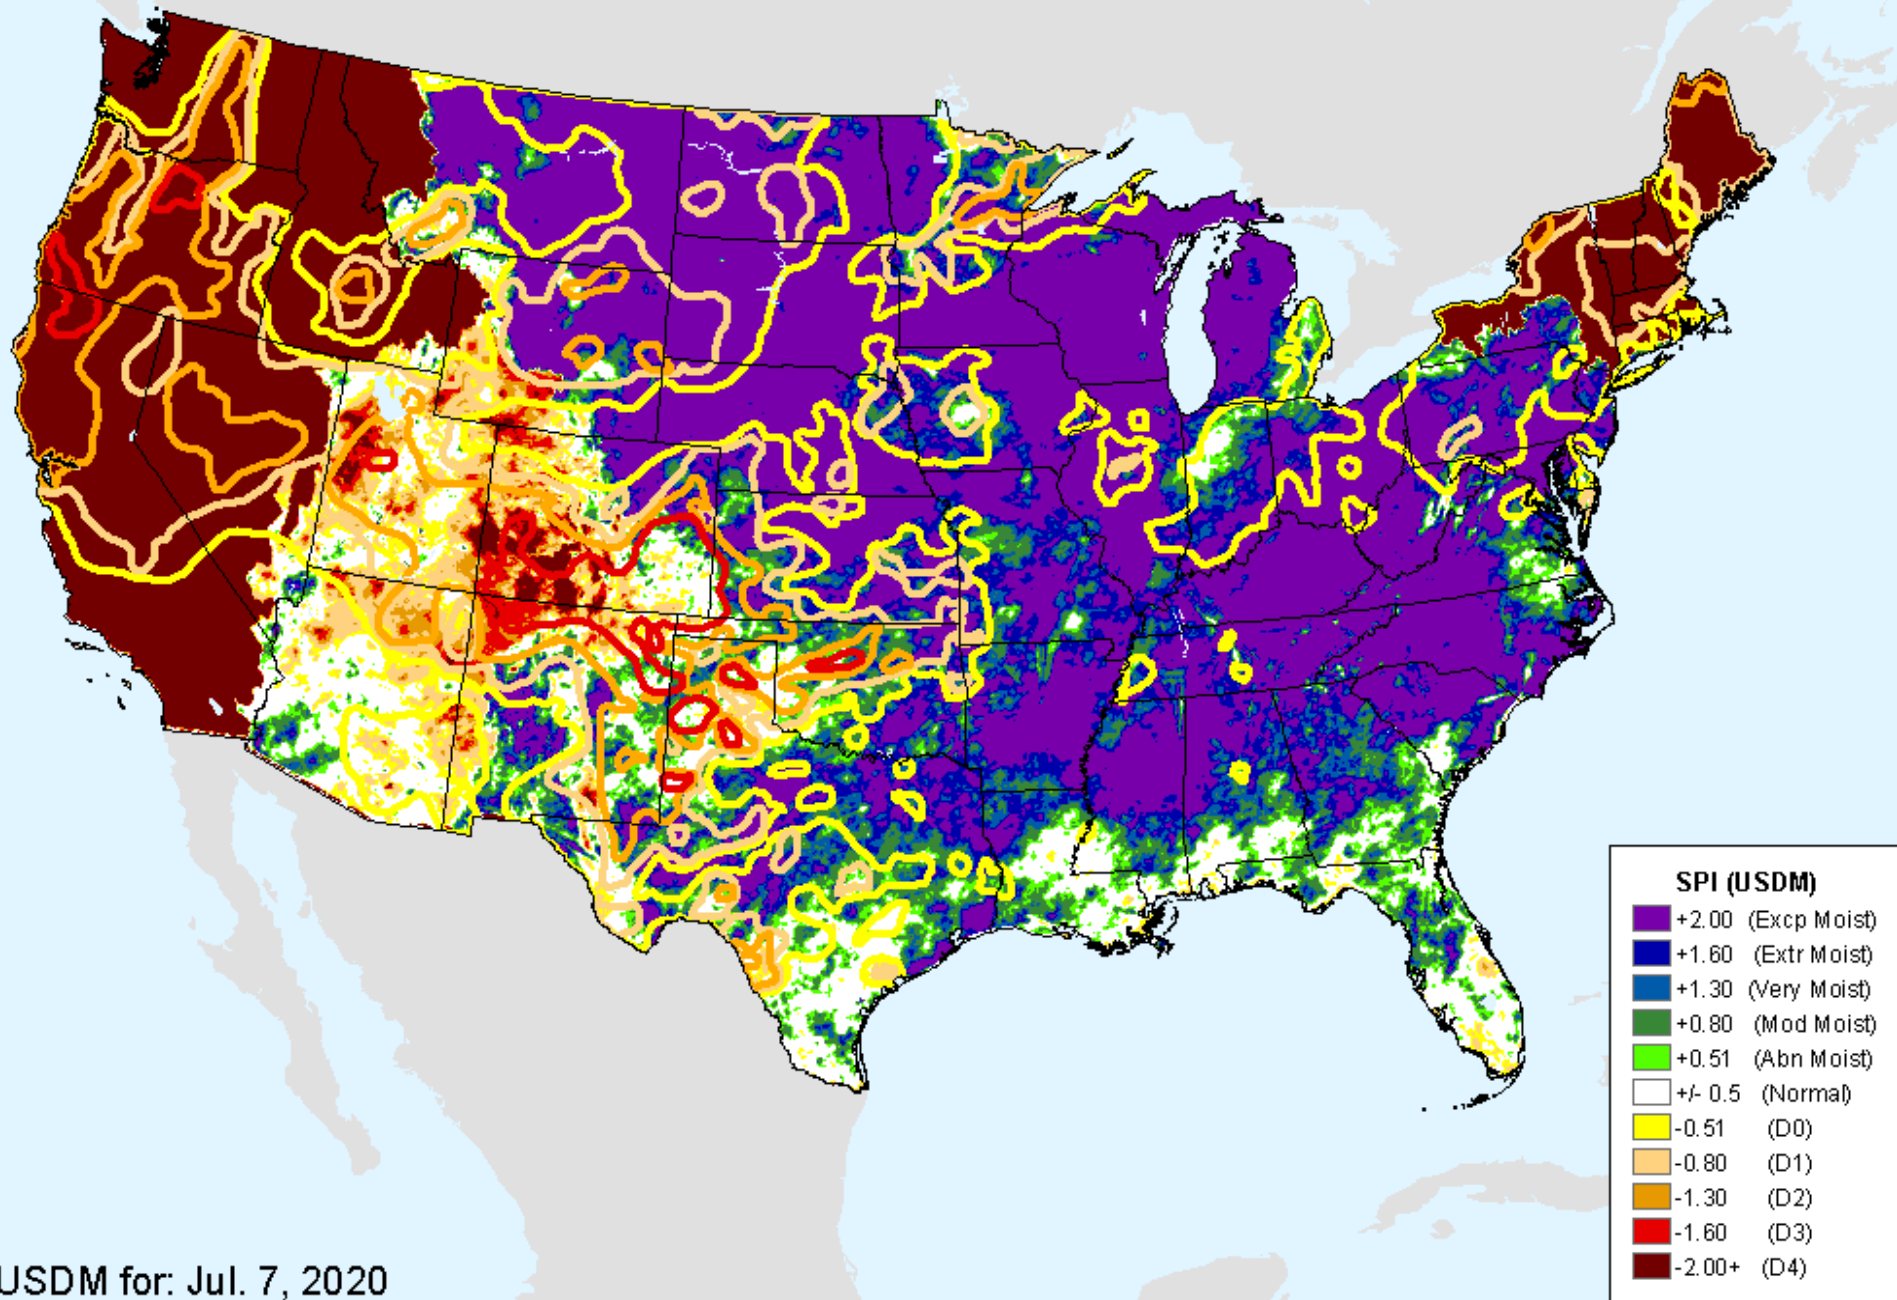 SPI (USDM)
+2.00 (Excp Moist)
+1.60 (Extr Moist)
+1.30 (Very Moist)
+0.80 (Mod Moist)
+0.51 (Abn Moist)
+/- 0.5 (Normal)
-0.51 (D0)
-0.80 (D1)
-1.30 (D2)
-1.60 (D3)
-2.00+ (D4)
USDM for: Jul. 7, 2020